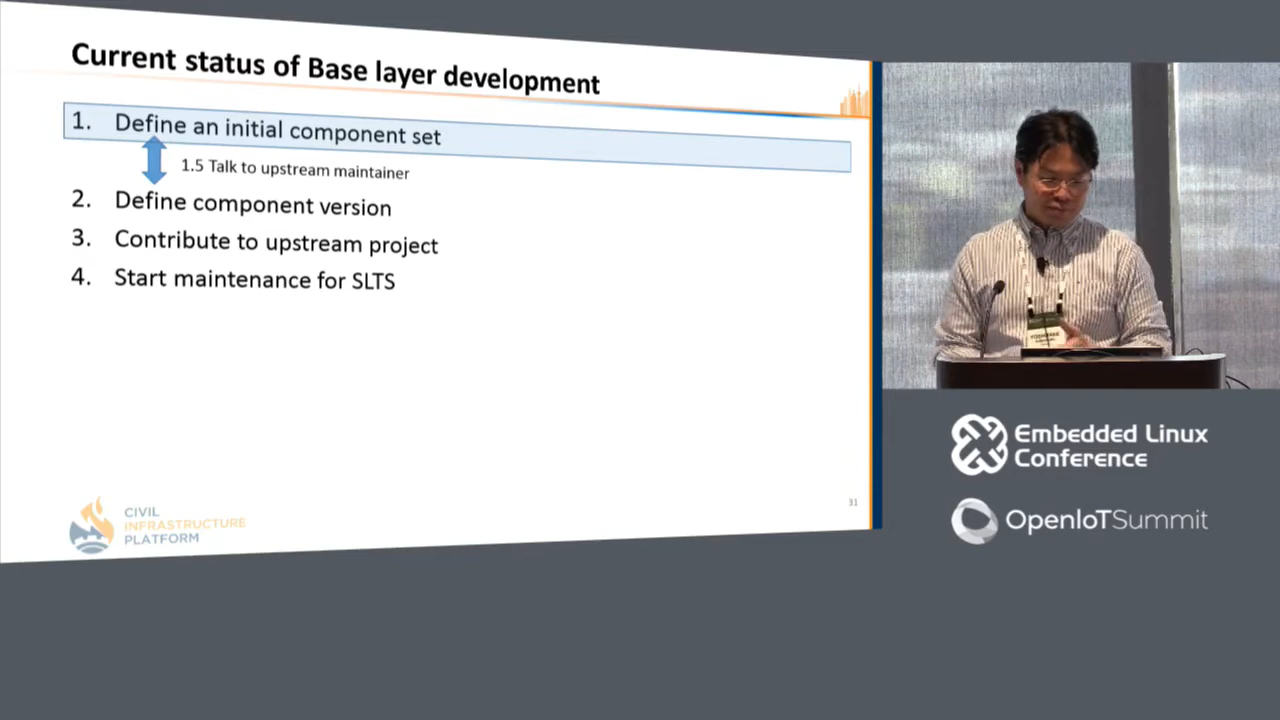 Current status of Base layer development
1. Define an initial component set
1.5 Talk to upstream maintainer
2. Define component version
3. Contribute to upstream project
4. Start maintenance for SLTS
31
CIVIL
INFRASTRUCTURE
PLATFORM
Embedded Linux
Conference
OpenIoTSummit